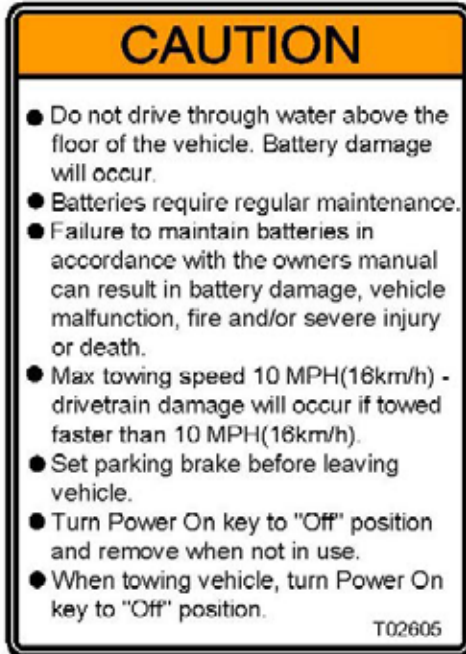 CAUTION
● Do not drive through water above the
floor of the vehicle. Battery damage
will occur.
● Batteries require regular maintenance.
● Failure to maintain batteries in
accordance with the owners manual
can result in battery damage, vehicle
malfunction, fire and/or severe injury
or death.
● Max towing speed 10 MPH(16km/h) -
drivetrain damage will occur if towed
faster than 10 MPH(16km/h).
● Set parking brake before leaving
vehicle.
● Turn Power On key to "Off" position
and remove when not in use.
● When towing vehicle, turn Power On
key to "Off" position.
T02605